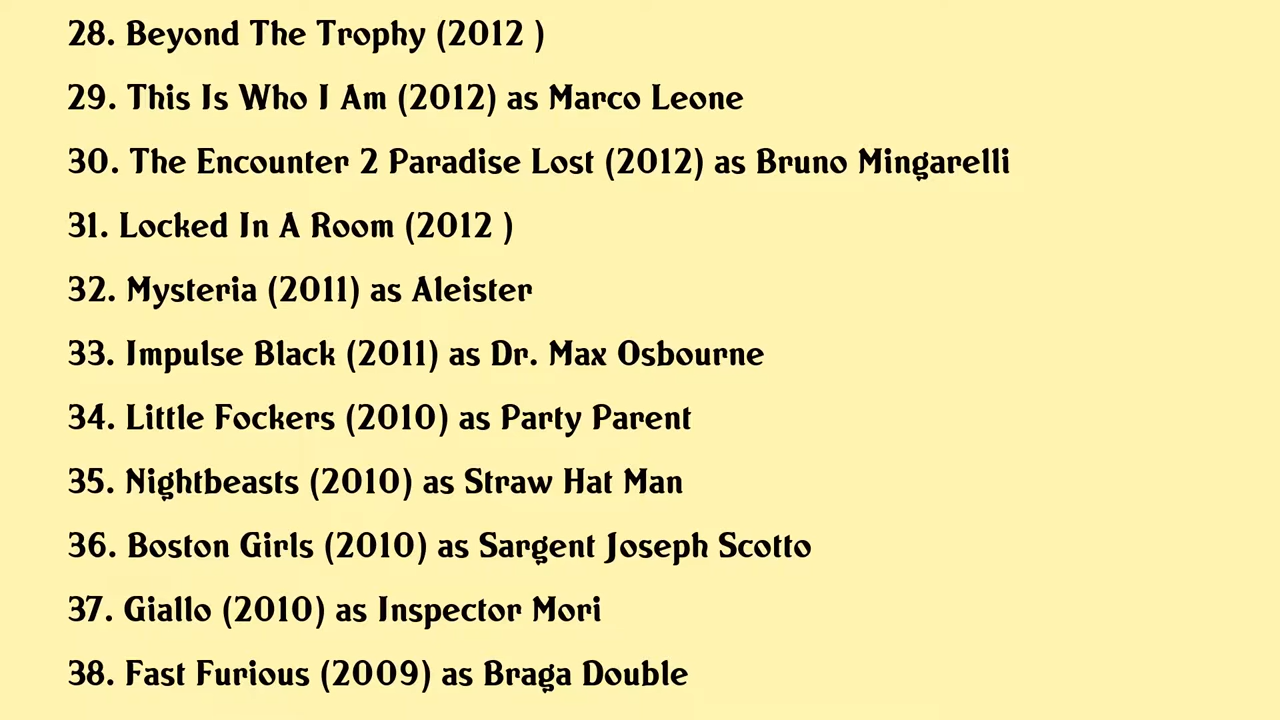 28. Beyond The Trophy (2012 )
29. This Is Who I Am (2012) as Marco Leone
30. The Encounter 2 Paradise Lost (2012) as Bruno Mingarelli
31. Locked In A Room (2012 )
32. Mysteria (2011) as Aleister
33. Impulse Black (2011) as Dr. Max Osbourne
34. Little Fockers (2010) as Party Parent
35. Nightbeasts (2010) as Straw Hat Man
36. Boston Girls (2010) as Sargent Joseph Scotto
37. Giallo (2010) as Inspector Mori
38. Fast Furious (2009) as Braga Double